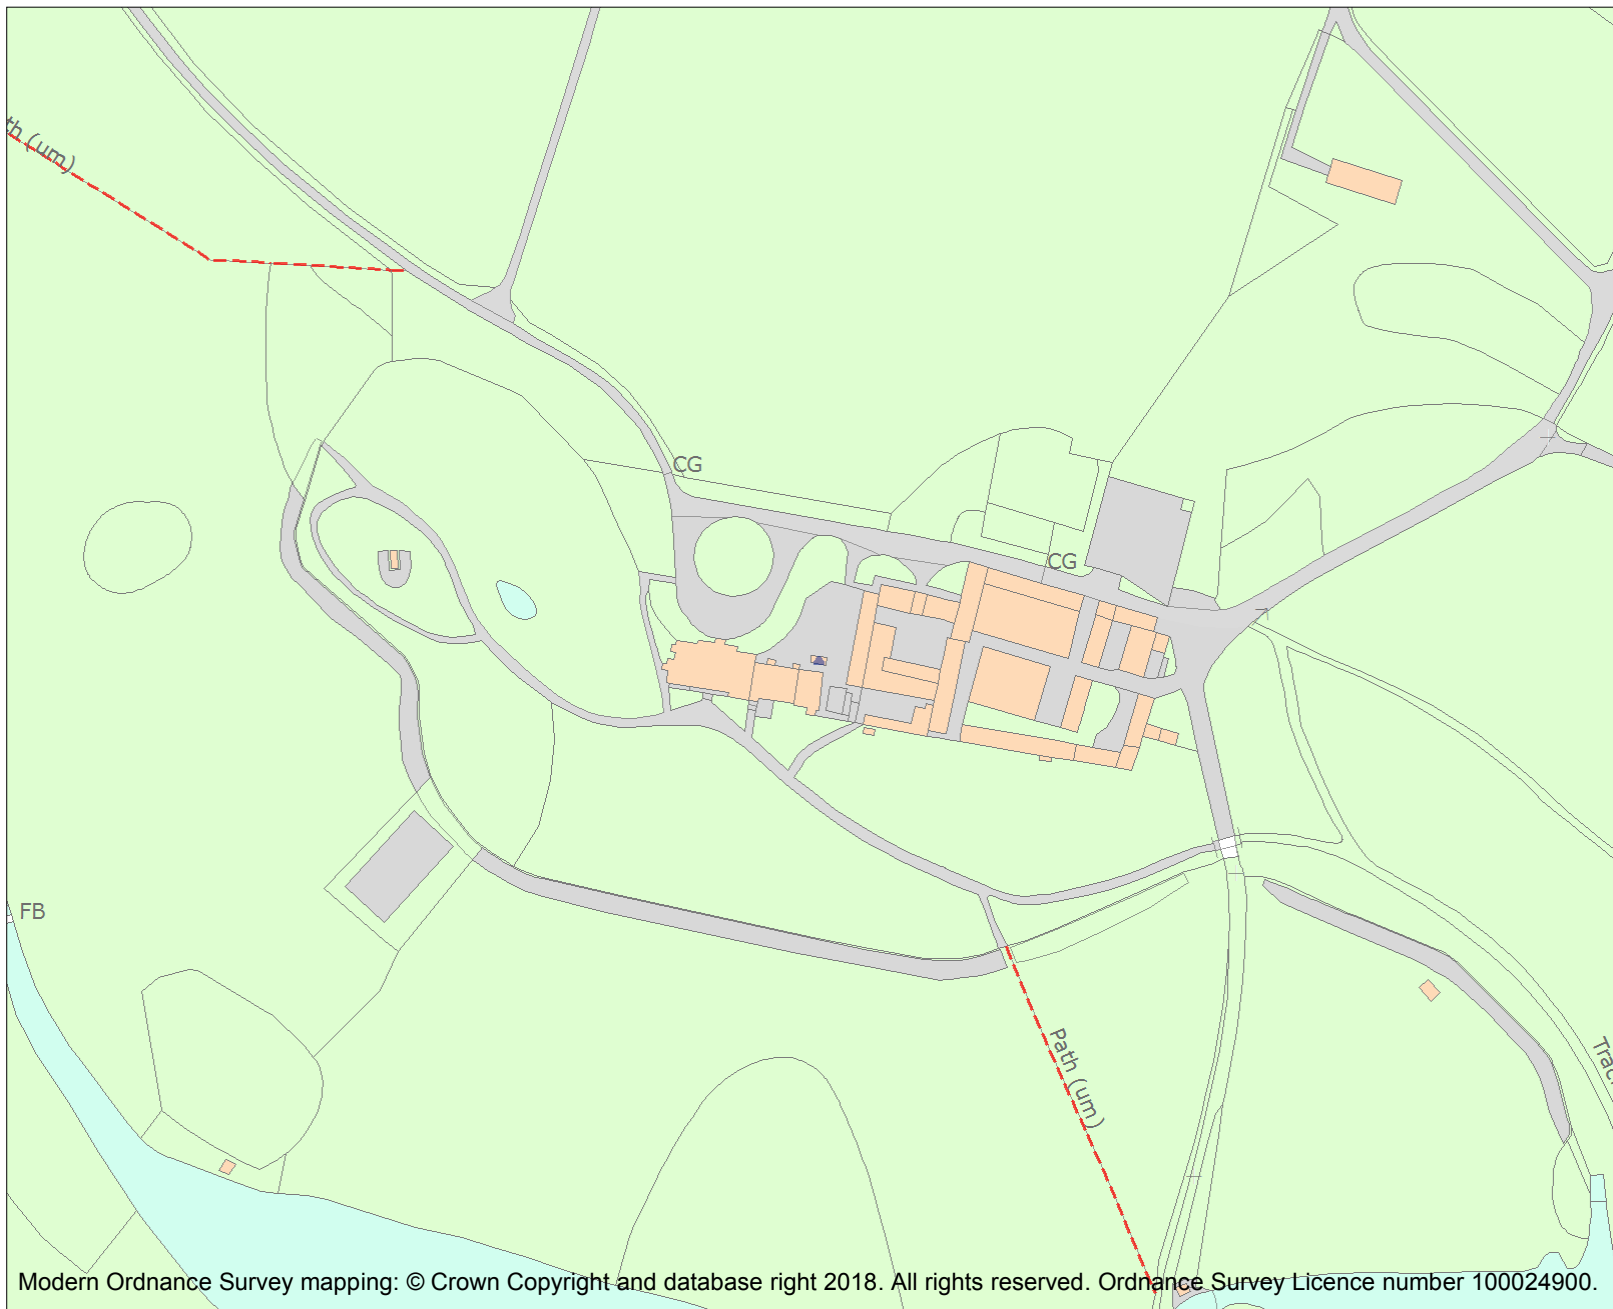 th (um)
CG
CG
FB
Path (um)
Trac
Modern Ordnance Survey mapping: © Crown Copyright and database right 2018. All rights reserved. Ordnance Survey Licence number 100024900.